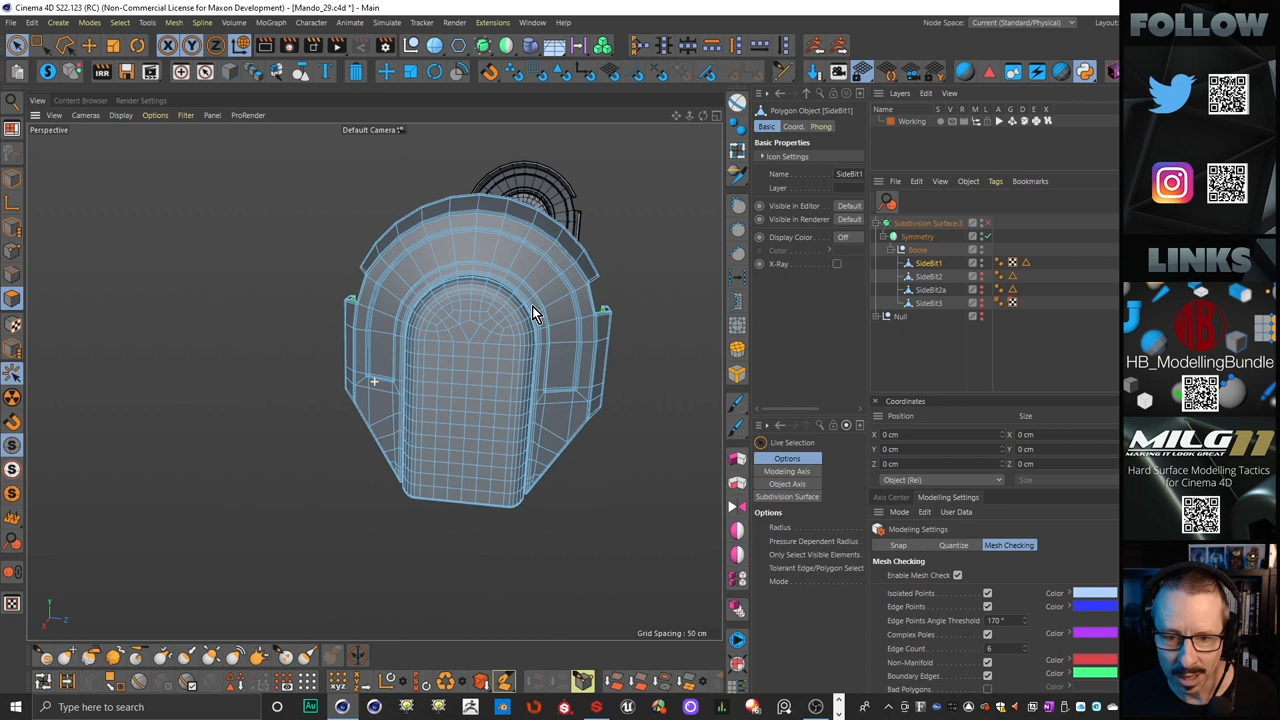 Cinema 4D S22.123 (RC) (Non-Commercial License for Maxon Development) - [Mando_29.c4d *] - Main
File Edit Create Modes Select Tools Mesh Spline Volume MoGraph Character Animate Simulate Tracker Render Extensions Window Help
Node Space: Current (Standard/Physical) Layout:
View Content Browser Render Settings
View Cameras Display Options Filter Panel ProRender
Perspective
Default Camera
Grid Spacing : 50 cm
Polygon Object [SideBit1]
Basic Coord. Phong
Basic Properties
Icon Settings
Name SideBit1
Layer
Visible in Editor Default
Visible in Renderer Default
Display Color Off
Color
X-Ray
Live Selection
Options
Modeling Axis
Object Axis
Subdivision Surface
Options
Radius
Pressure Dependent Radius
Only Select Visible Elements
Tolerant Edge/Polygon Select
Mode
Layers Edit View
Name S V R M L A G D E X
Working
File Edit View Object Tags Bookmarks
Subdivision Surface.3
Symmetry
Boole
SideBit1
SideBit2
SideBit2a
SideBit3
Null
Coordinates
Position Size
X 0 cm X 0 cm
Y 0 cm Y 0 cm
Z 0 cm Z 0 cm
Object (Rel) Size
Axis Center Modeling Settings
Mode Edit User Data
Modeling Settings
Snap Quantize Mesh Checking
Mesh Checking
Enable Mesh Check
Isolated Points Color
Edge Points Color
Edge Points Angle Threshold 170 °
Complex Poles Color
Edge Count 6
Non-Manifold Color
Boundary Edges Color
Bad Polygons Color
FOLLOW
LINKS
HB_ModellingBundle
MILG11
MAKING IT LOOK GREAT
Hard Surface Modelling Tactics
for Cinema 4D
Type here to search